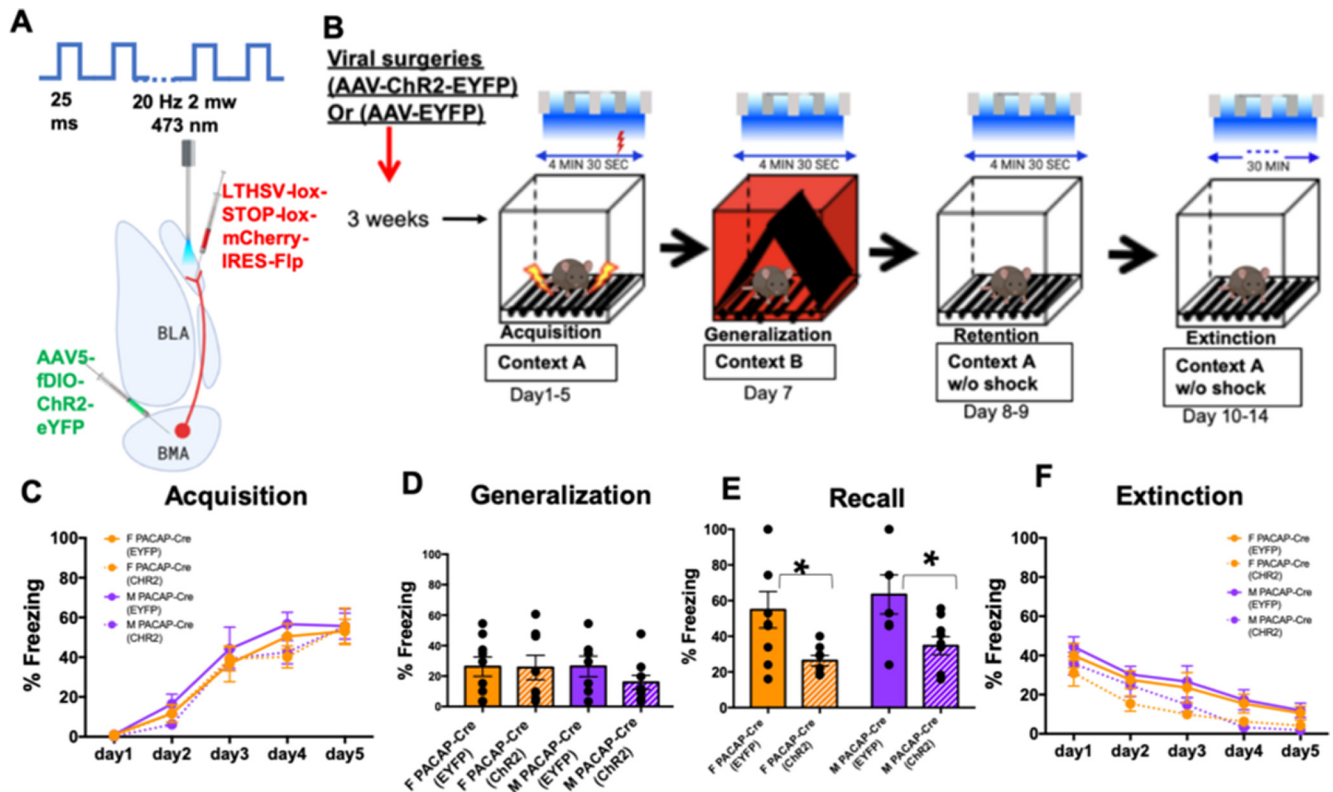 A
25
ms
20 Hz 2 mw
473 nm
LTHSV-lox-
STOP-lox-
mCherry-
IRES-Flp
BLA
AAV5-
fDIO-
ChR2-
eYFP
BMA
B
Viral surgeries
(AAV-ChR2-EYFP)
Or (AAV-EYFP)
3 weeks
4 MIN 30 SEC
Acquisition
Context A
Day1-5
4 MIN 30 SEC
Generalization
Context B
Day 7
4 MIN 30 SEC
Retention
Context A
w/o shock
Day 8-9
30 MIN
Extinction
Context A
w/o shock
Day 10-14
C
Acquisition
% Freezing
100
80
60
40
20
0
day1
day2
day3
day4
day5
F PACAP-Cre
(EYFP)
F PACAP-Cre
(CHR2)
M PACAP-Cre
(EYFP)
M PACAP-Cre
(CHR2)
D
Generalization
% Freezing
100
80
60
40
20
0
F PACAP-Cre
(EYFP)
F PACAP-Cre
(ChR2)
M PACAP-Cre
(EYFP)
M PACAP-Cre
(ChR2)
E
Recall
% Freezing
100
80
60
40
20
0
*
*
F PACAP-Cre
(EYFP)
F PACAP-Cre
(ChR2)
M PACAP-Cre
(EYFP)
M PACAP-Cre
(ChR2)
F
Extinction
% Freezing
100
80
60
40
20
0
day1
day2
day3
day4
day5
F PACAP-Cre
(EYFP)
F PACAP-Cre
(CHR2)
M PACAP-Cre
(EYFP)
M PACAP-Cre
(CHR2)